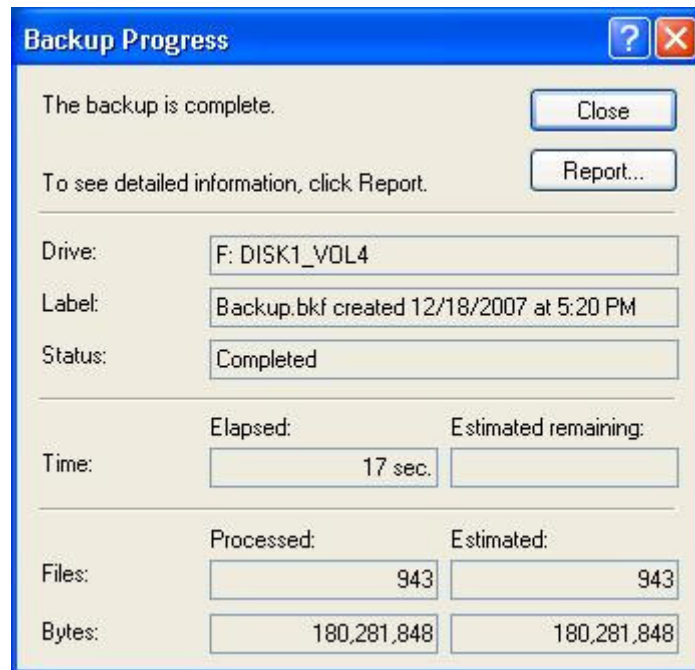 Backup Progress
The backup is complete.
Close
To see detailed information, click Report.
Report...
Drive: F: DISK1_VOL4
Label: Backup.bkf created 12/18/2007 at 5:20 PM
Status: Completed
Elapsed: Estimated remaining:
Time: 17 sec.
Processed: Estimated:
Files: 943 943
Bytes: 180,281,848 180,281,848